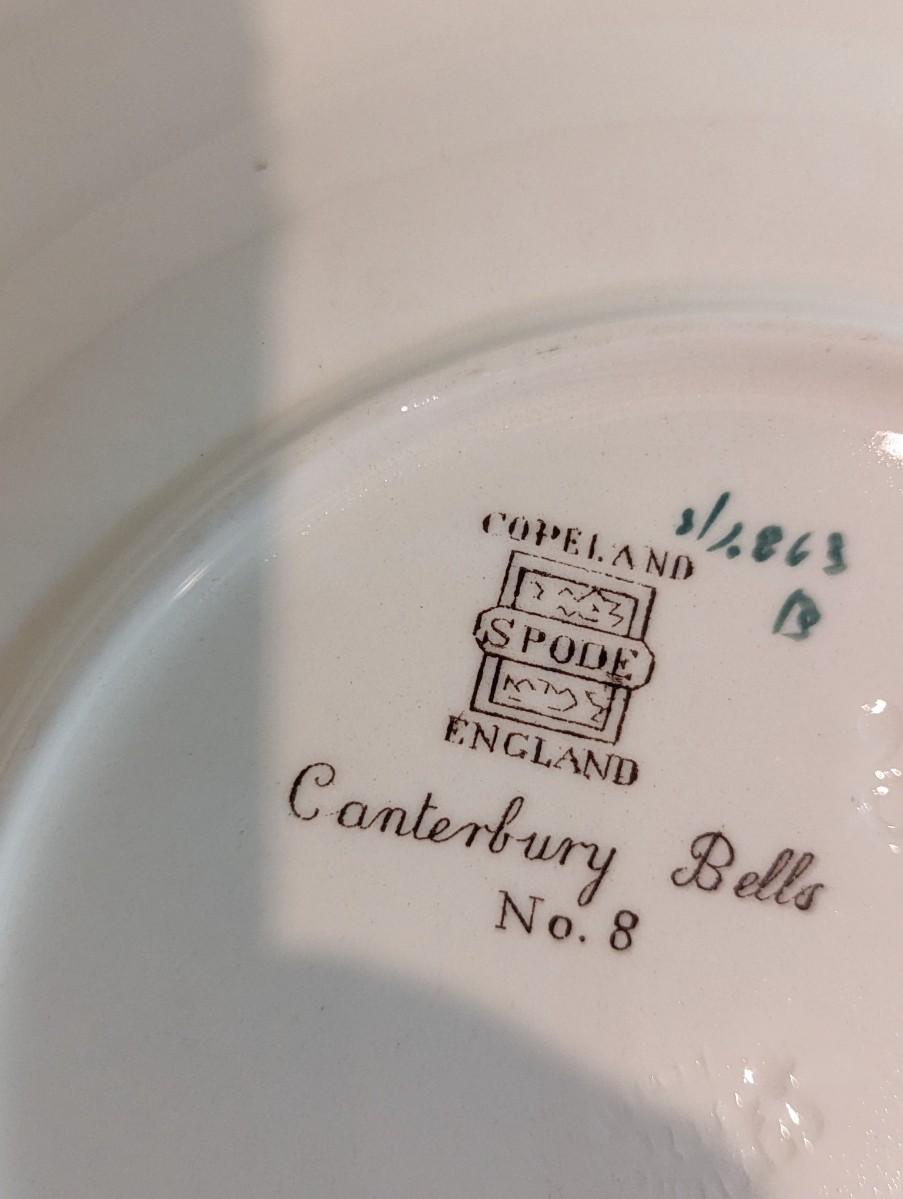 COPELAND
SPODE
ENGLAND
Canterbury Bells
No. 8
B